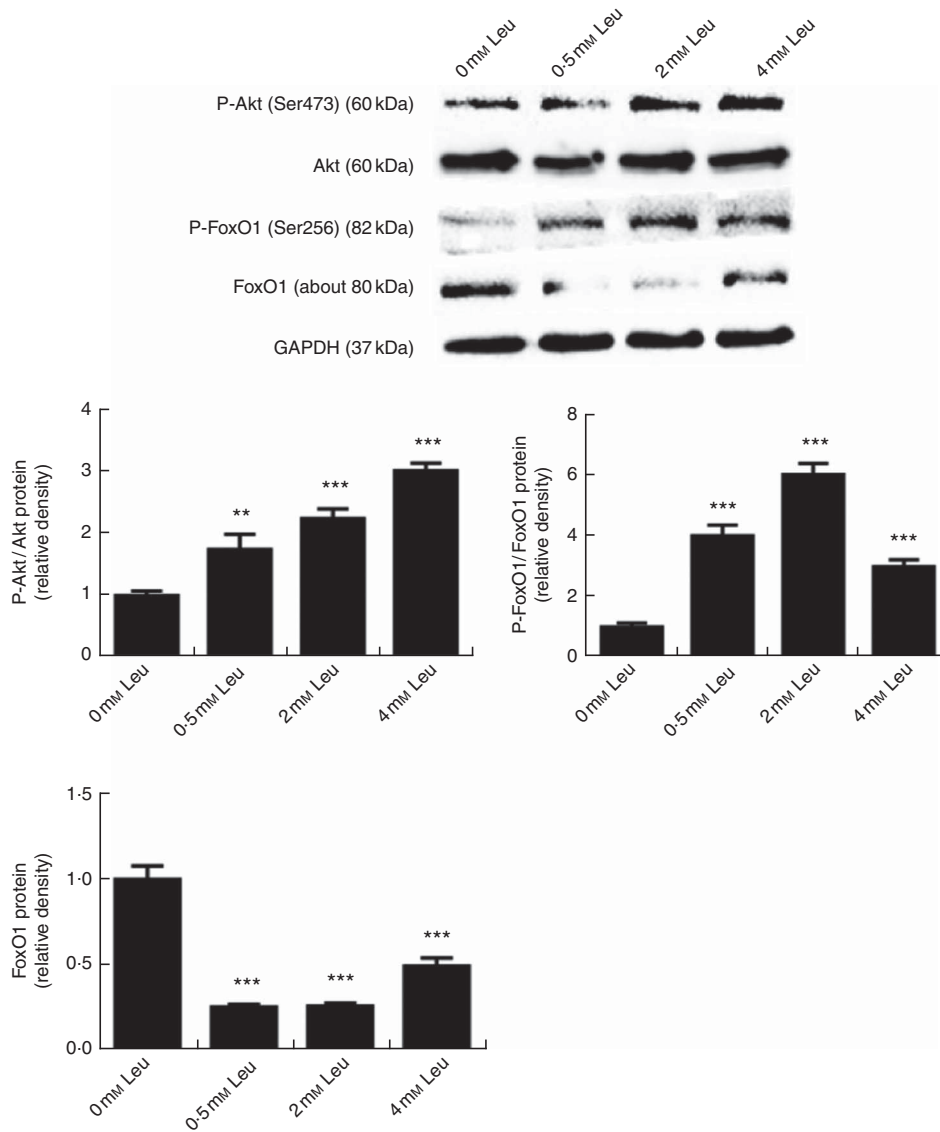 0 mM Leu
0·5 mM Leu
2 mM Leu
4 mM Leu
P-Akt (Ser473) (60 kDa)
Akt (60 kDa)
P-FoxO1 (Ser256) (82 kDa)
FoxO1 (about 80 kDa)
GAPDH (37 kDa)
P-Akt/Akt protein
(relative density)
4
3
2
1
0
**
***
***
0 mM Leu
0·5 mM Leu
2 mM Leu
4 mM Leu
P-FoxO1/FoxO1 protein
(relative density)
8
6
4
2
0
***
***
***
0 mM Leu
0·5 mM Leu
2 mM Leu
4 mM Leu
FoxO1 protein
(relative density)
1·5
1·0
0·5
0·0
***
***
***
0 mM Leu
0·5 mM Leu
2 mM Leu
4 mM Leu